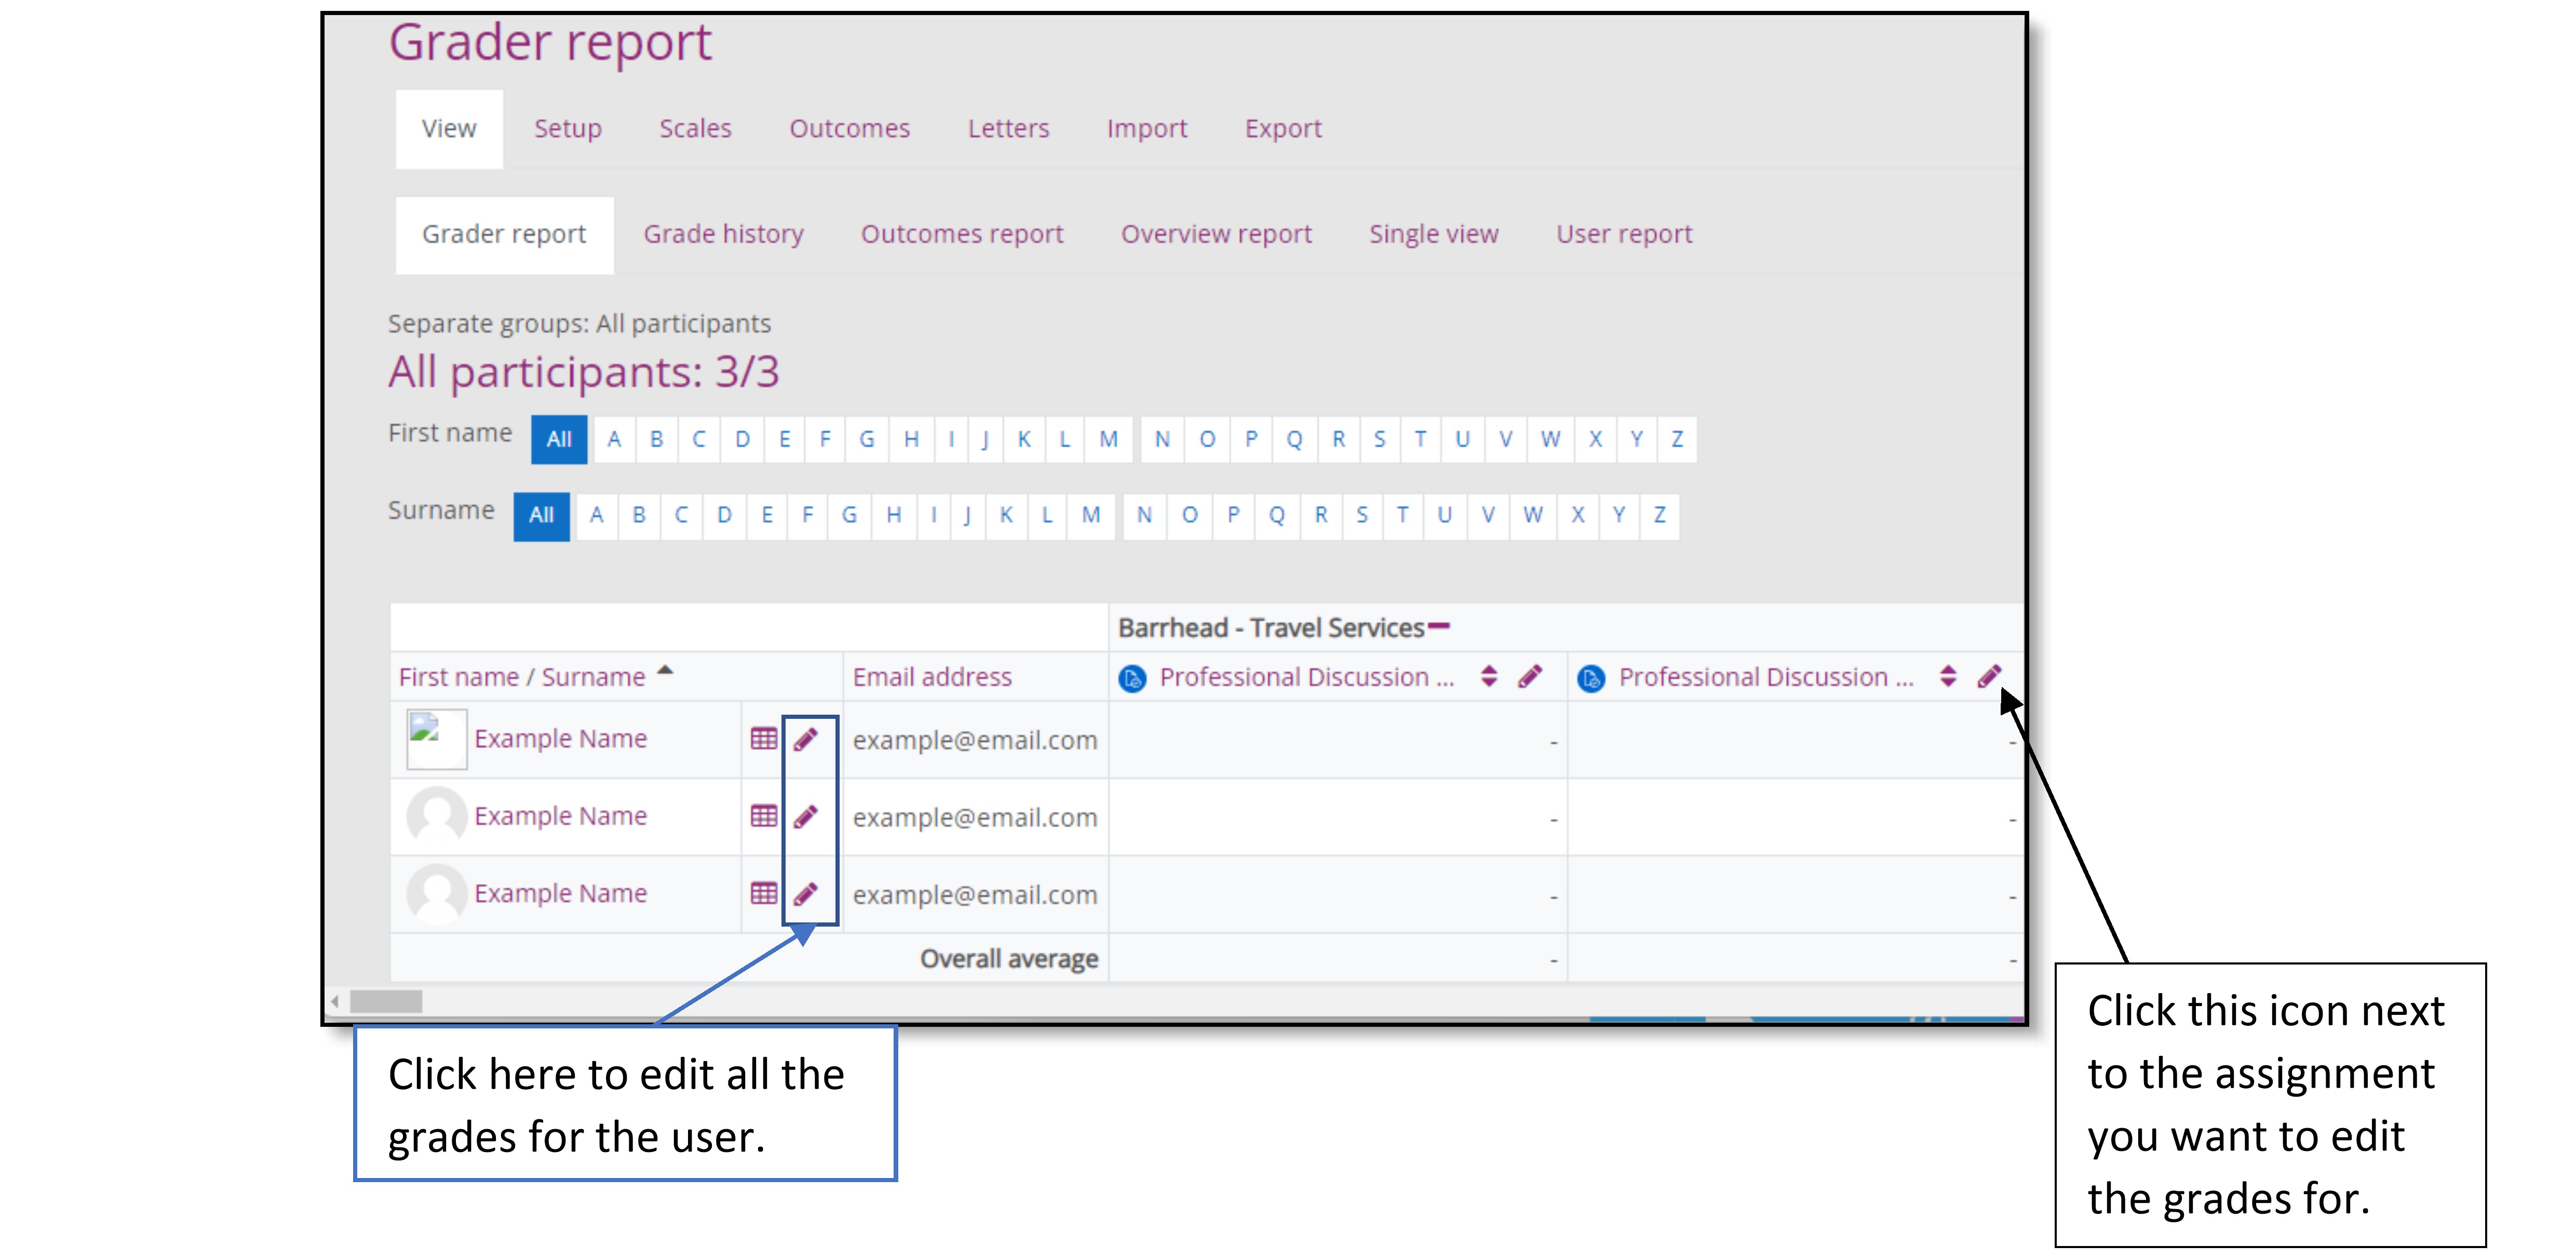 Grader report
View Setup Scales Outcomes Letters Import Export
Grader report Grade history Outcomes report Overview report Single view User report
Separate groups: All participants
All participants: 3/3
First name All A B C D E F G H I J K L M N O P Q R S T U V W X Y Z
Surname All A B C D E F G H I J K L M N O P Q R S T U V W X Y Z
Barrhead - Travel Services
First name / Surname Email address Professional Discussion ... Professional Discussion ...
Example Name example@email.com - -
Example Name example@email.com - -
Example Name example@email.com - -
Overall average - -
Click here to edit all the
grades for the user.
Click this icon next
to the assignment
you want to edit
the grades for.